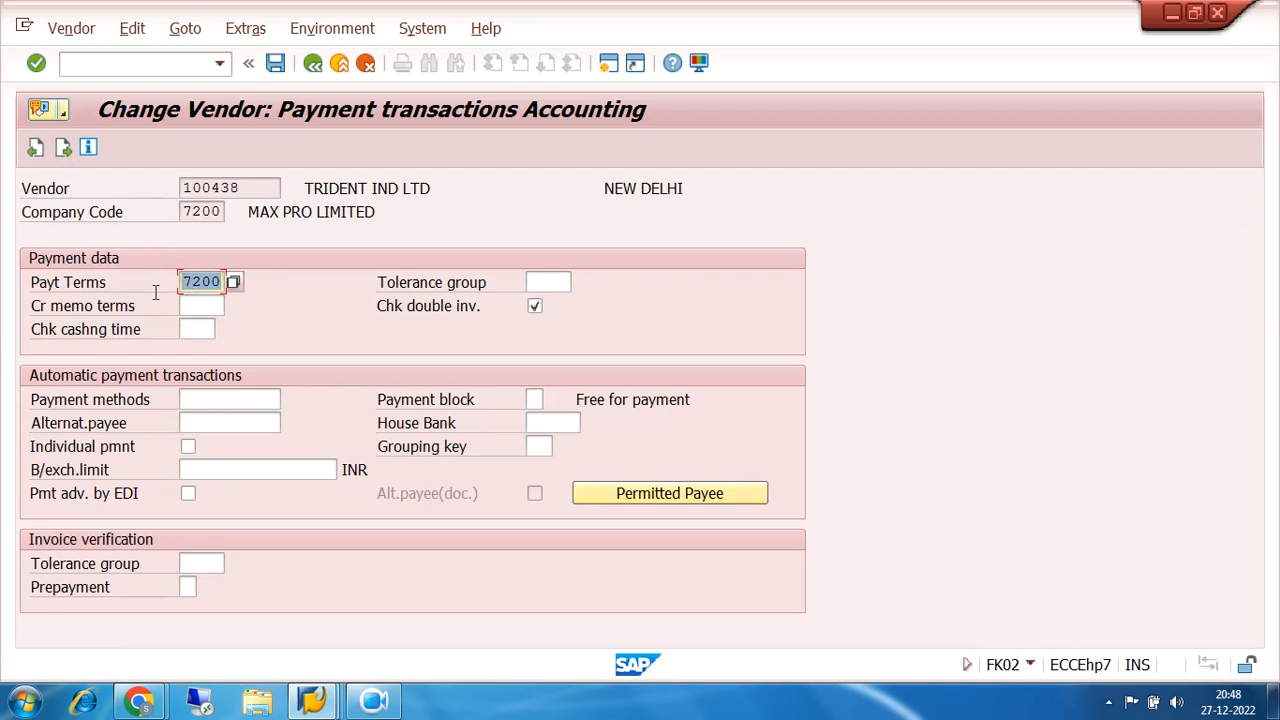 Vendor Edit Goto Extras Environment System Help
Change Vendor: Payment transactions Accounting
Vendor 100438 TRIDENT IND LTD NEW DELHI
Company Code 7200 MAX PRO LIMITED
Payment data
Payt Terms 7200 Tolerance group
Cr memo terms Chk double inv.
Chk cashng time
Automatic payment transactions
Payment methods Payment block Free for payment
Alternat.payee House Bank
Individual pmnt Grouping key
B/exch.limit INR
Pmt adv. by EDI Alt.payee(doc.) Permitted Payee
Invoice verification
Tolerance group
Prepayment
SAP FK02 ECCEhp7 INS
20:48
27-12-2022